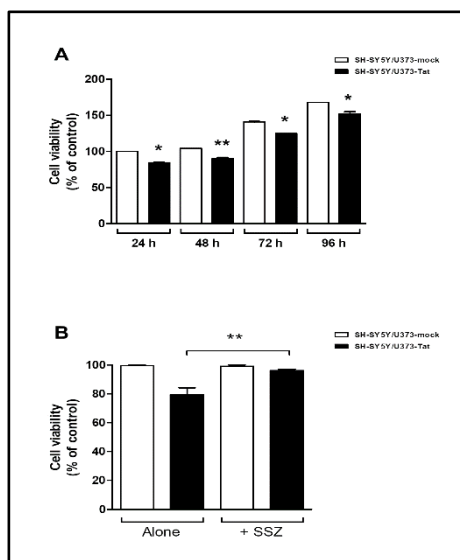 A
SH-SY5Y/U373-mock
SH-SY5Y/U373-Tat
Cell viability
(% of control)
200
150
100
50
0
*
**
*
*
24 h
48 h
72 h
96 h
B
SH-SY5Y/U373-mock
SH-SY5Y/U373-Tat
**
Cell viability
(% of control)
100
80
60
40
20
0
Alone
+ SSZ